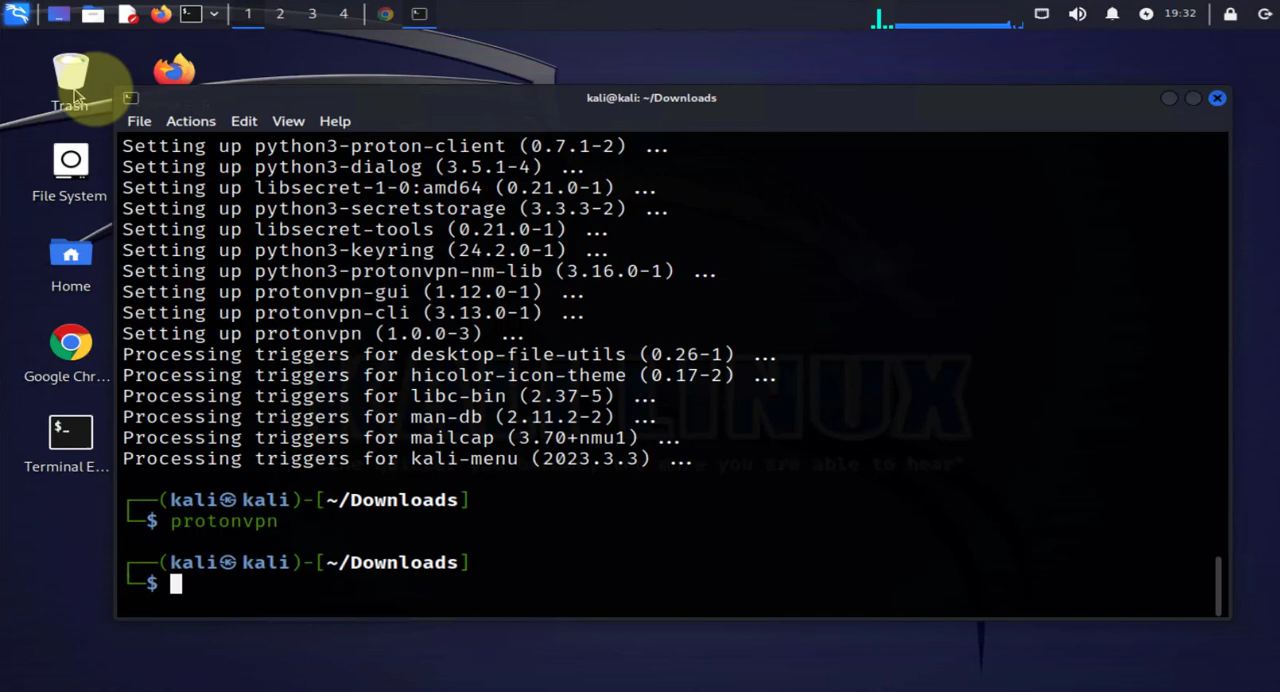 1 2 3 4 19:32
Trash
File System
Home
Google Chr...
Terminal E...
kali@kali: ~/Downloads
File Actions Edit View Help
Setting up python3-proton-client (0.7.1-2) ...
Setting up python3-dialog (3.5.1-4) ...
Setting up libsecret-1-0:amd64 (0.21.0-1) ...
Setting up python3-secretstorage (3.3.3-2) ...
Setting up libsecret-tools (0.21.0-1) ...
Setting up python3-keyring (24.2.0-1) ...
Setting up python3-protonvpn-nm-lib (3.16.0-1) ...
Setting up protonvpn-gui (1.12.0-1) ...
Setting up protonvpn-cli (3.13.0-1) ...
Setting up protonvpn (1.0.0-3) ...
Processing triggers for desktop-file-utils (0.26-1) ...
Processing triggers for hicolor-icon-theme (0.17-2) ...
Processing triggers for libc-bin (2.37-5) ...
Processing triggers for man-db (2.11.2-2) ...
Processing triggers for mailcap (3.70+nmu1) ...
Processing triggers for kali-menu (2023.3.3) ...
┌──(kali㉿kali)-[~/Downloads]
└─$ protonvpn
┌──(kali㉿kali)-[~/Downloads]
└─$